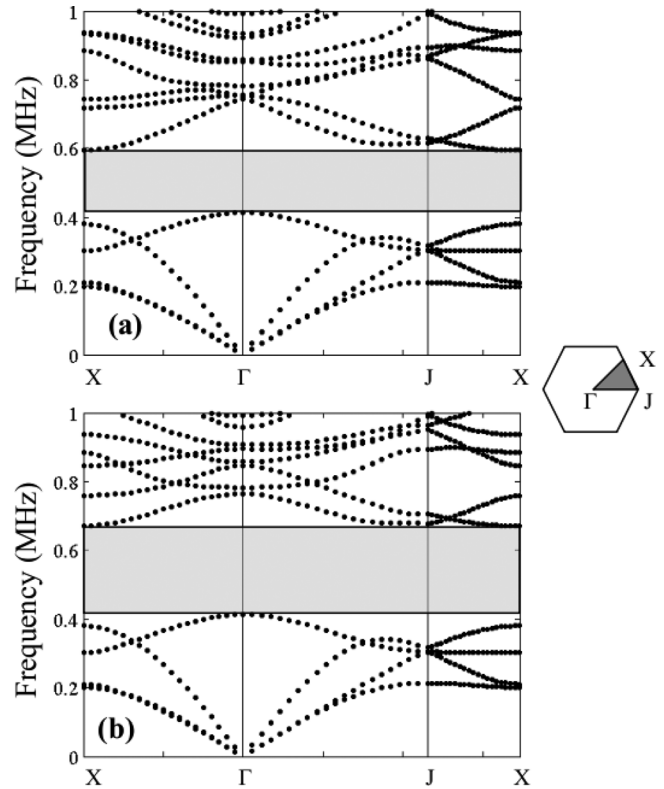 1
0.8
0.6
0.4
0.2
0
Frequency (MHz)
(a)
X Γ J X
X
Γ J
1
0.8
0.6
0.4
0.2
0
Frequency (MHz)
(b)
X Γ J X